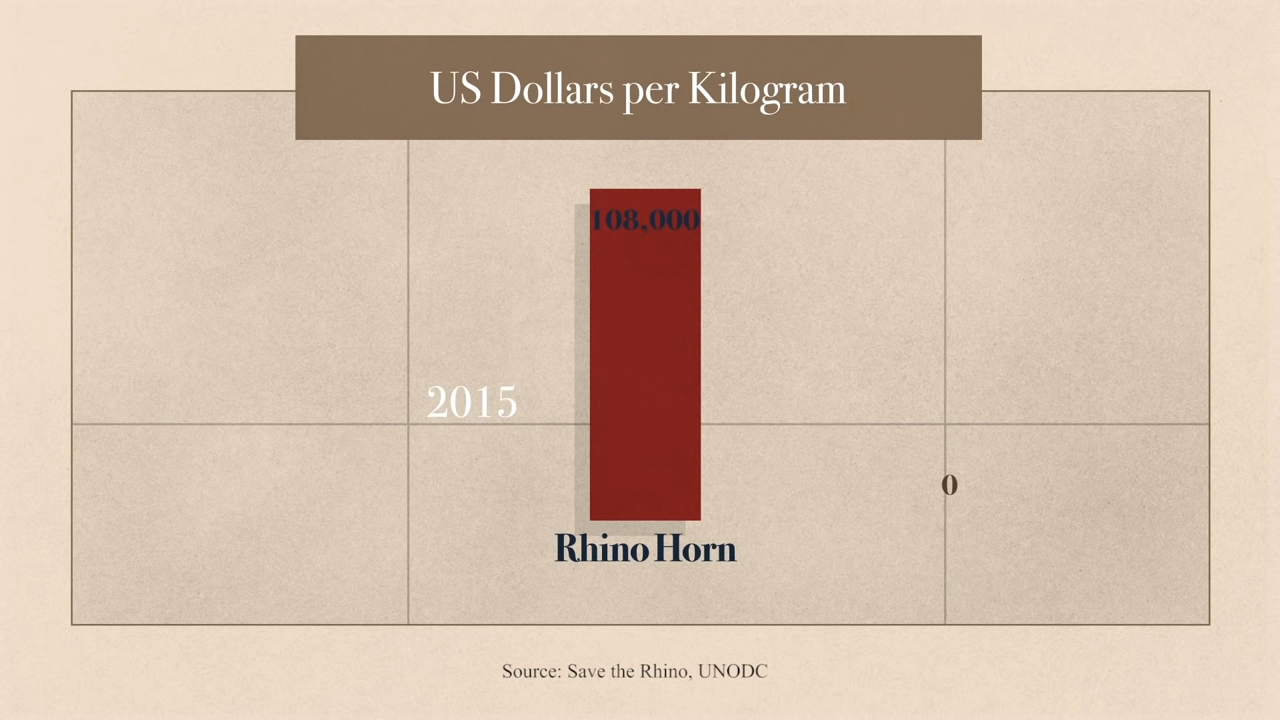 US Dollars per Kilogram
108,000
2015
0
Rhino Horn
Source: Save the Rhino, UNODC